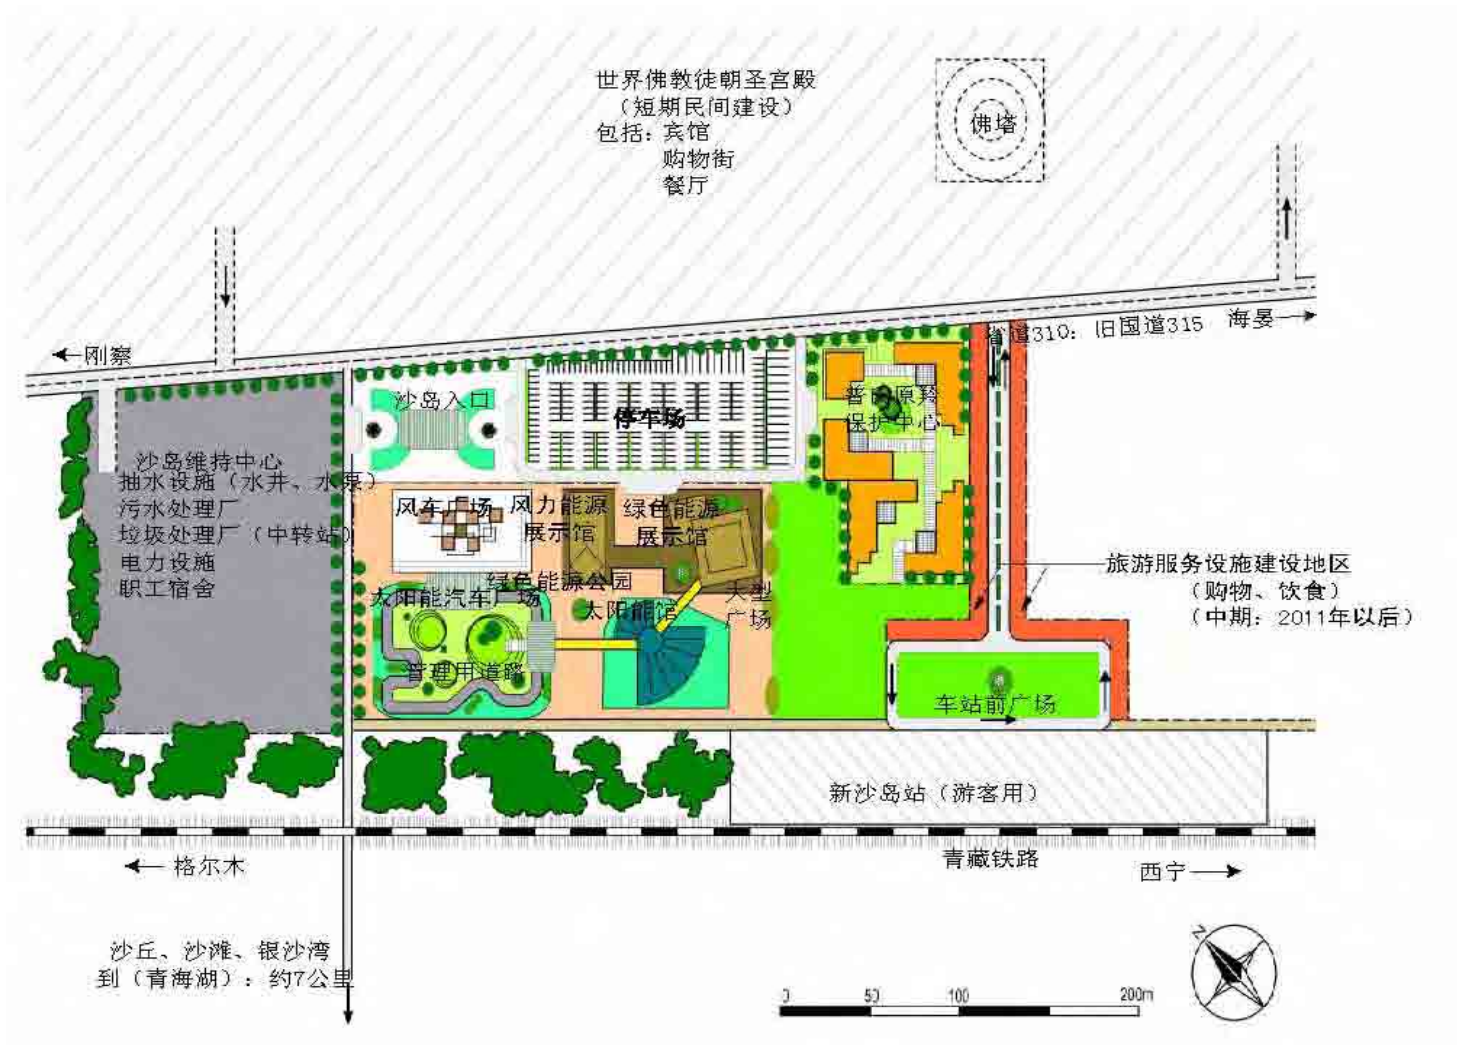 世界佛教徒朝圣宫殿
（短期民间建设）
包括：宾馆
购物街
餐厅
佛塔
刚察
省道310：旧国道315
海晏
沙岛入口
停车场
普氏原羚
保护中心
沙岛维持中心
抽水设施（水井、水泵）
污水处理厂
垃圾处理厂（中转站）
电力设施
职工宿舍
风车广场
风力能源
展示馆
绿色能源
展示馆
绿色能源公园
太阳能汽车广场
太阳能馆
大型
广场
管理用道路
旅游服务设施建设地区
（购物、饮食）
（中期：2011年以后）
车站前广场
新沙岛站（游客用）
青藏铁路
格尔木
西宁
沙丘、沙滩、银沙湾
到（青海湖）：约7公里
N
0 50 100 200m